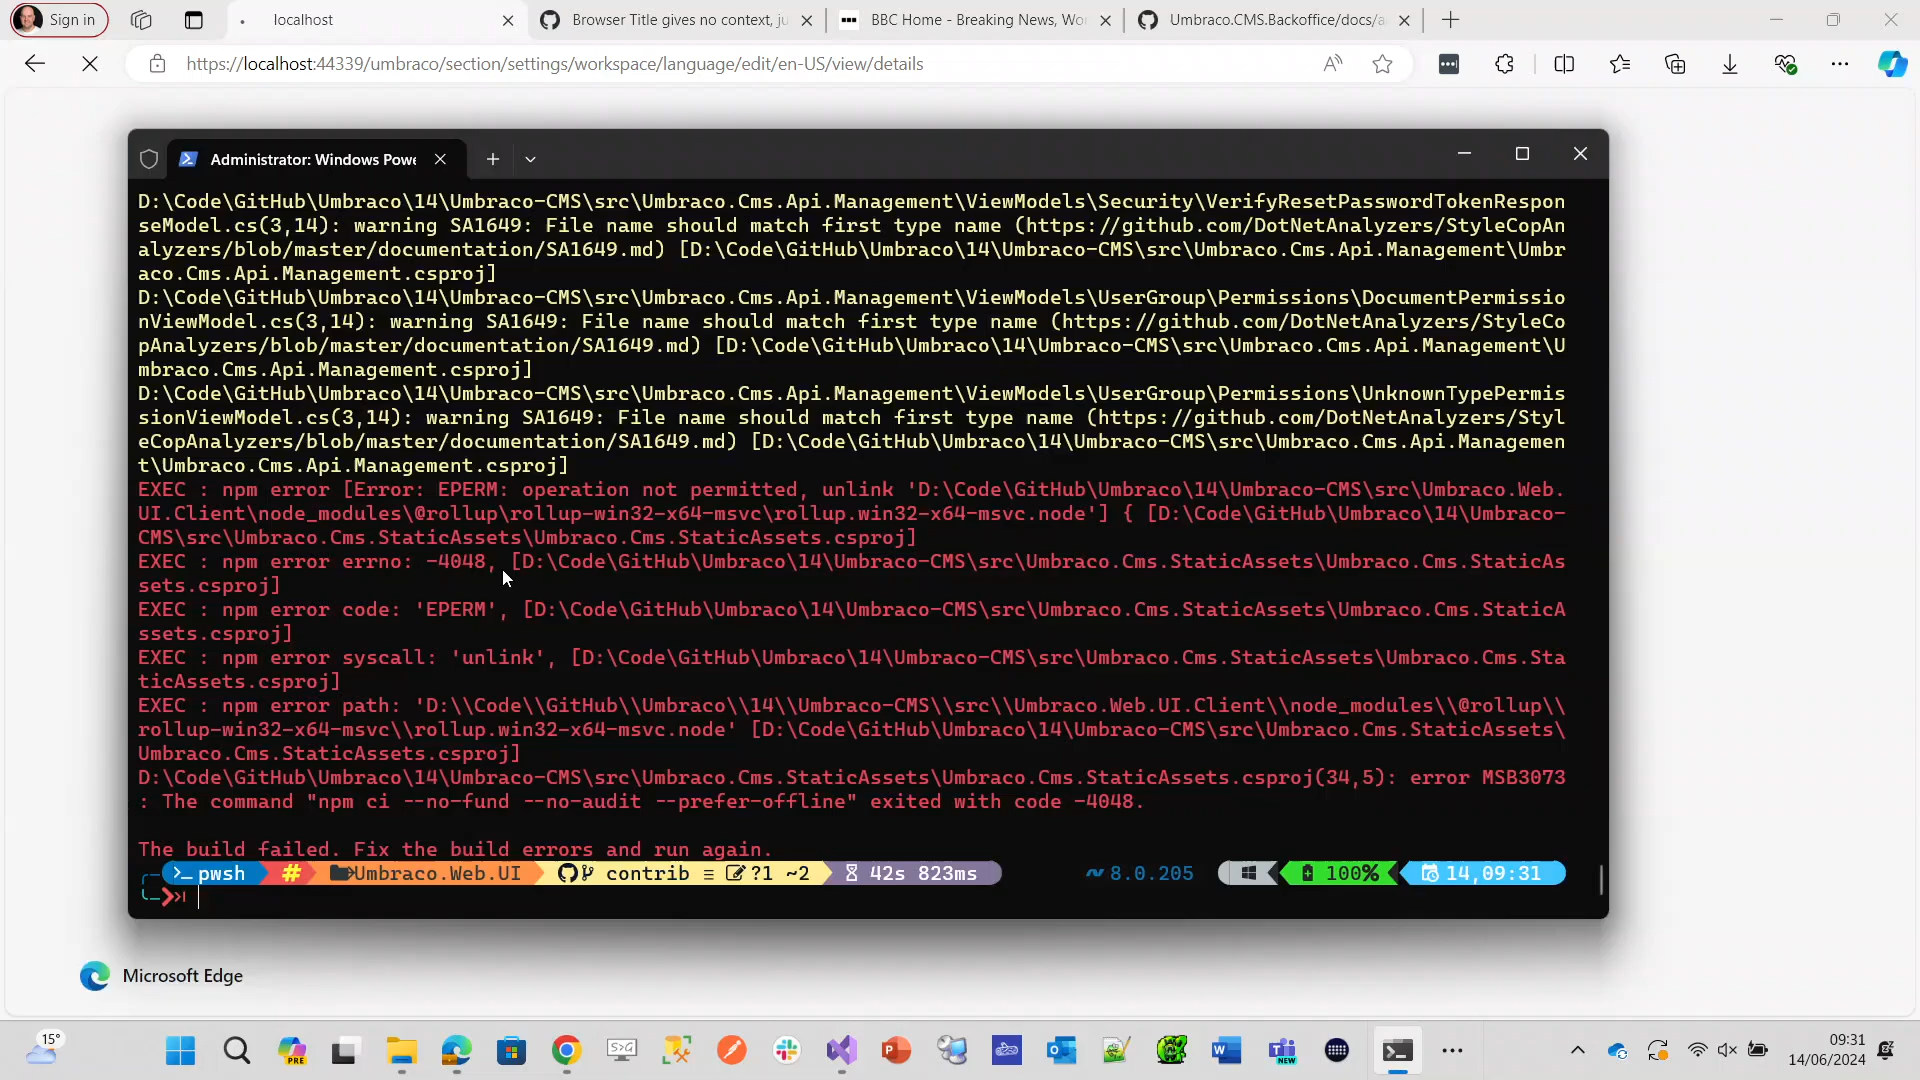 Sign in
localhost
Browser Title gives no context, ju
BBC Home - Breaking News, Wo
Umbraco.CMS.Backoffice/docs/a
https://localhost:44339/umbraco/section/settings/workspace/language/edit/en-US/view/details
Administrator: Windows Powe
D:\Code\GitHub\Umbraco\14\Umbraco-CMS\src\Umbraco.Cms.Api.Management\ViewModels\Security\VerifyResetPasswordTokenRespon
seModel.cs(3,14): warning SA1649: File name should match first type name (https://github.com/DotNetAnalyzers/StyleCopAn
alyzers/blob/master/documentation/SA1649.md) [D:\Code\GitHub\Umbraco\14\Umbraco-CMS\src\Umbraco.Cms.Api.Management\Umbr
aco.Cms.Api.Management.csproj]
D:\Code\GitHub\Umbraco\14\Umbraco-CMS\src\Umbraco.Cms.Api.Management\ViewModels\UserGroup\Permissions\DocumentPermissio
nViewModel.cs(3,14): warning SA1649: File name should match first type name (https://github.com/DotNetAnalyzers/StyleCo
pAnalyzers/blob/master/documentation/SA1649.md) [D:\Code\GitHub\Umbraco\14\Umbraco-CMS\src\Umbraco.Cms.Api.Management\U
mbraco.Cms.Api.Management.csproj]
D:\Code\GitHub\Umbraco\14\Umbraco-CMS\src\Umbraco.Cms.Api.Management\ViewModels\UserGroup\Permissions\UnknownTypePermis
sionViewModel.cs(3,14): warning SA1649: File name should match first type name (https://github.com/DotNetAnalyzers/Styl
eCopAnalyzers/blob/master/documentation/SA1649.md) [D:\Code\GitHub\Umbraco\14\Umbraco-CMS\src\Umbraco.Cms.Api.Managemen
t\Umbraco.Cms.Api.Management.csproj]
EXEC : npm error [Error: EPERM: operation not permitted, unlink 'D:\Code\GitHub\Umbraco\14\Umbraco-CMS\src\Umbraco.Web.
UI.Client\node_modules\@rollup\rollup-win32-x64-msvc\rollup.win32-x64-msvc.node'] { [D:\Code\GitHub\Umbraco\14\Umbraco-
CMS\src\Umbraco.Cms.StaticAssets\Umbraco.Cms.StaticAssets.csproj]
EXEC : npm error errno: -4048, [D:\Code\GitHub\Umbraco\14\Umbraco-CMS\src\Umbraco.Cms.StaticAssets\Umbraco.Cms.StaticAs
sets.csproj]
EXEC : npm error code: 'EPERM', [D:\Code\GitHub\Umbraco\14\Umbraco-CMS\src\Umbraco.Cms.StaticAssets\Umbraco.Cms.StaticA
ssets.csproj]
EXEC : npm error syscall: 'unlink', [D:\Code\GitHub\Umbraco\14\Umbraco-CMS\src\Umbraco.Cms.StaticAssets\Umbraco.Cms.Sta
ticAssets.csproj]
EXEC : npm error path: 'D:\\Code\\GitHub\\Umbraco\\14\\Umbraco-CMS\\src\\Umbraco.Web.UI.Client\\node_modules\\@rollup\\
rollup-win32-x64-msvc\\rollup.win32-x64-msvc.node' [D:\Code\GitHub\Umbraco\14\Umbraco-CMS\src\Umbraco.Cms.StaticAssets\
Umbraco.Cms.StaticAssets.csproj]
D:\Code\GitHub\Umbraco\14\Umbraco-CMS\src\Umbraco.Cms.StaticAssets\Umbraco.Cms.StaticAssets.csproj(34,5): error MSB3073
: The command "npm ci --no-fund --no-audit --prefer-offline" exited with code -4048.
The build failed. Fix the build errors and run again.
pwsh # Umbraco.Web.UI contrib ≡ ?1 ~2 42s 823ms 8.0.205 100% 14,09:31
Microsoft Edge
15°
PRE
S>G
NEW
09:31
14/06/2024